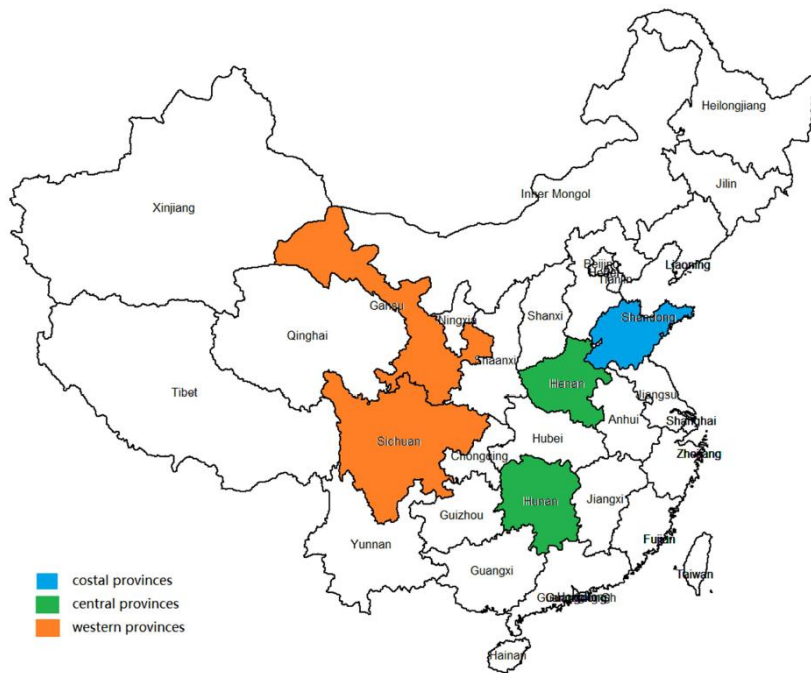 Heilongjiang
Jilin
Inner Mongol
Xinjiang
Liaoning
Beijing
Tianjin
Gansu
Ningxia
Shanxi
Shandong
Qinghai
Shaanxi
Henan
Tibet
Jiangsu
Anhui
Shanghai
Sichuan
Hubei
Chongqing
Zhejiang
Hunan
Jiangxi
Guizhou
Yunnan
Fujian
Guangxi
Taiwan
Hainan
costal provinces
central provinces
western provinces